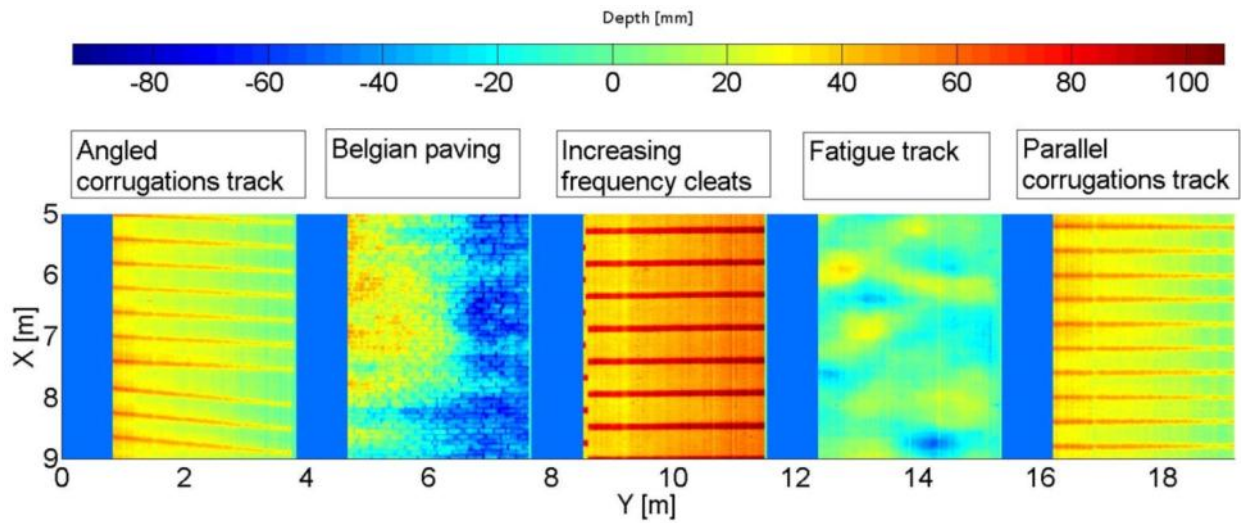 Depth [mm]
-80 -60 -40 -20 0 20 40 60 80 100
Angled
corrugations track
Belgian paving
Increasing
frequency cleats
Fatigue track
Parallel
corrugations track
X [m]
5
6
7
8
9
0 2 4 6 8 10 12 14 16 18
Y [m]